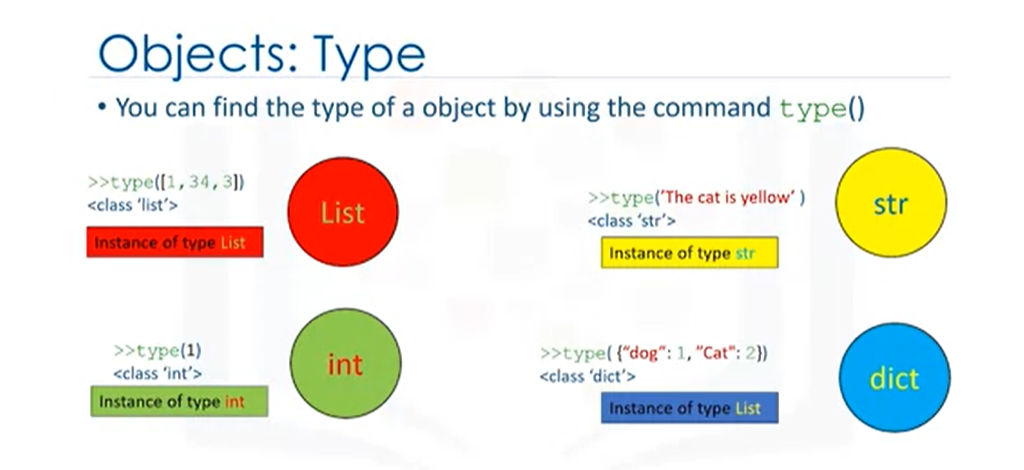 Objects: Type
• You can find the type of a object by using the command type()
>>type([1,34,3])
<class ‘list’>
Instance of type List
List
>>type(‘The cat is yellow’ )
<class ‘str’>
Instance of type str
str
>>type(1)
<class ‘int’>
Instance of type int
int
>>type( {“dog”: 1, ”Cat”: 2})
<class ‘dict’>
Instance of type List
dict